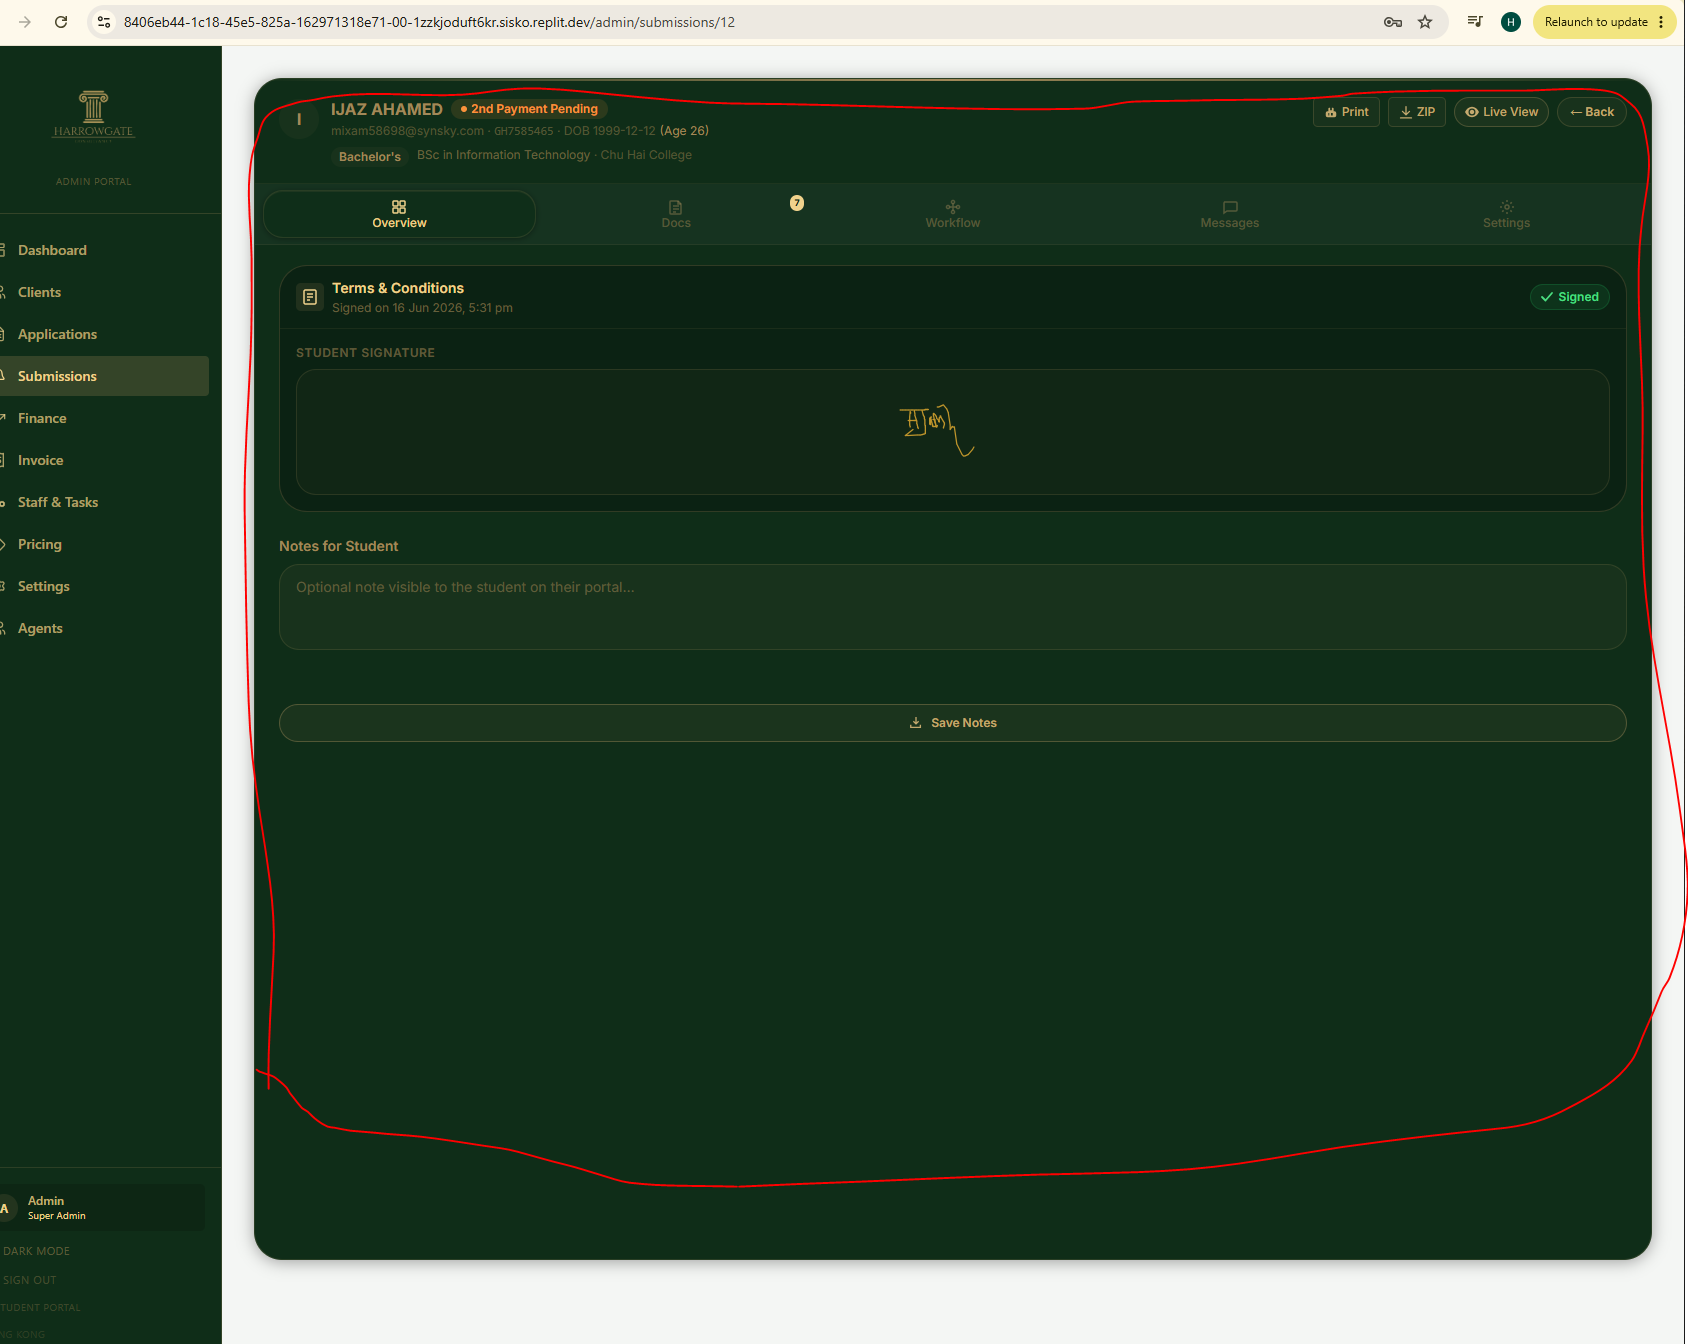 8406eb44-1c18-45e5-825a-162971318e71-00-1zzkjoduft6kr.sisko.replit.dev/admin/submissions/12
H
Relaunch to update
HARROWGATE
ADMIN PORTAL
Dashboard
Clients
Applications
Submissions
Finance
Invoice
Staff & Tasks
Pricing
Settings
Agents
A
Admin
Super Admin
DARK MODE
SIGN OUT
TUDENT PORTAL
NG KONG
I
IJAZ AHAMED
2nd Payment Pending
mixam58698@synsky.com · GH7585465 · DOB 1999-12-12 (Age 26)
Bachelor's BSc in Information Technology · Chu Hai College
Print
ZIP
Live View
←Back
Overview
Docs
7
Workflow
Messages
Settings
Terms & Conditions
Signed on 16 Jun 2026, 5:31 pm
Signed
STUDENT SIGNATURE
Notes for Student
Optional note visible to the student on their portal...
Save Notes